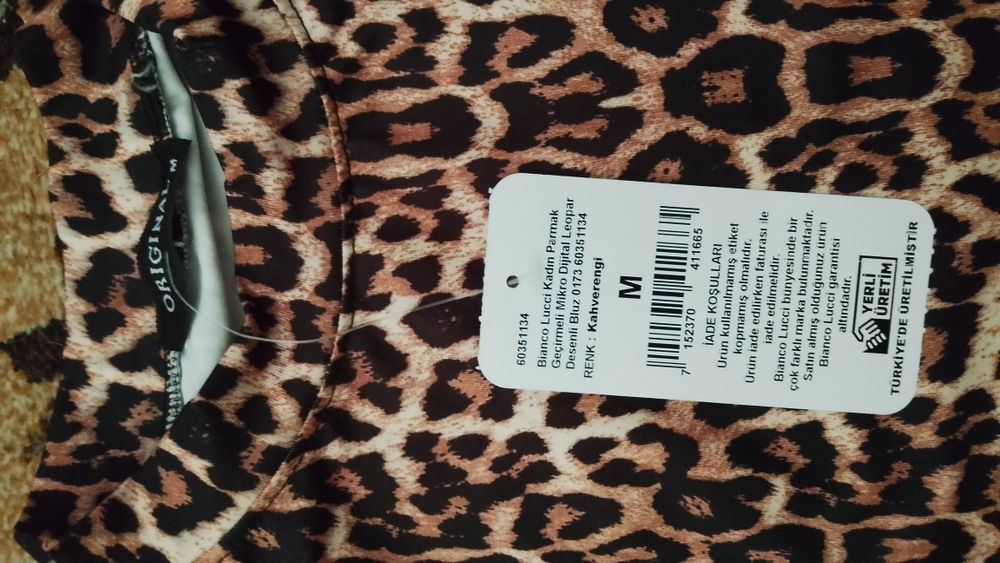 ORIGINAL M
60351134
Bianco Lucci Kadın Parmak
Geçirmeli Mikro Dijital Leopar
Desenli Bluz 0173 60351134
RENK : Kahverengi
M
7 152370 411665
İADE KOŞULLARI
Ürün kullanılmamış etiket
kopmamış olmalıdır.
Ürün iade edilirken faturası ile
iade edilmelidir.
Bianco Lucci bünyesinde bir
çok farklı marka bulunmaktadır.
Satın almış olduğunuz ürün
Bianco Lucci garantisi
altındadır.
YERLİ
ÜRETİM
TÜRKİYE'DE ÜRETİLMİŞTİR